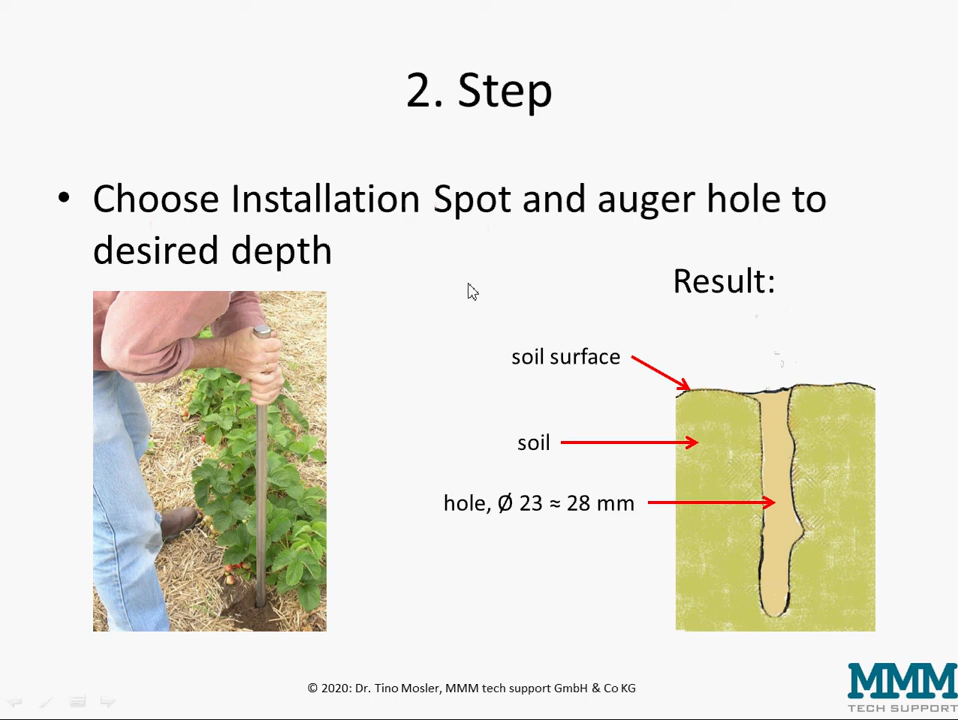 2. Step
• Choose Installation Spot and auger hole to
desired depth
Result:
soil surface
soil
hole, Ø 23 ≈ 28 mm
© 2020: Dr. Tino Mosler, MMM tech support GmbH & Co KG
MMM
TECH SUPPORT